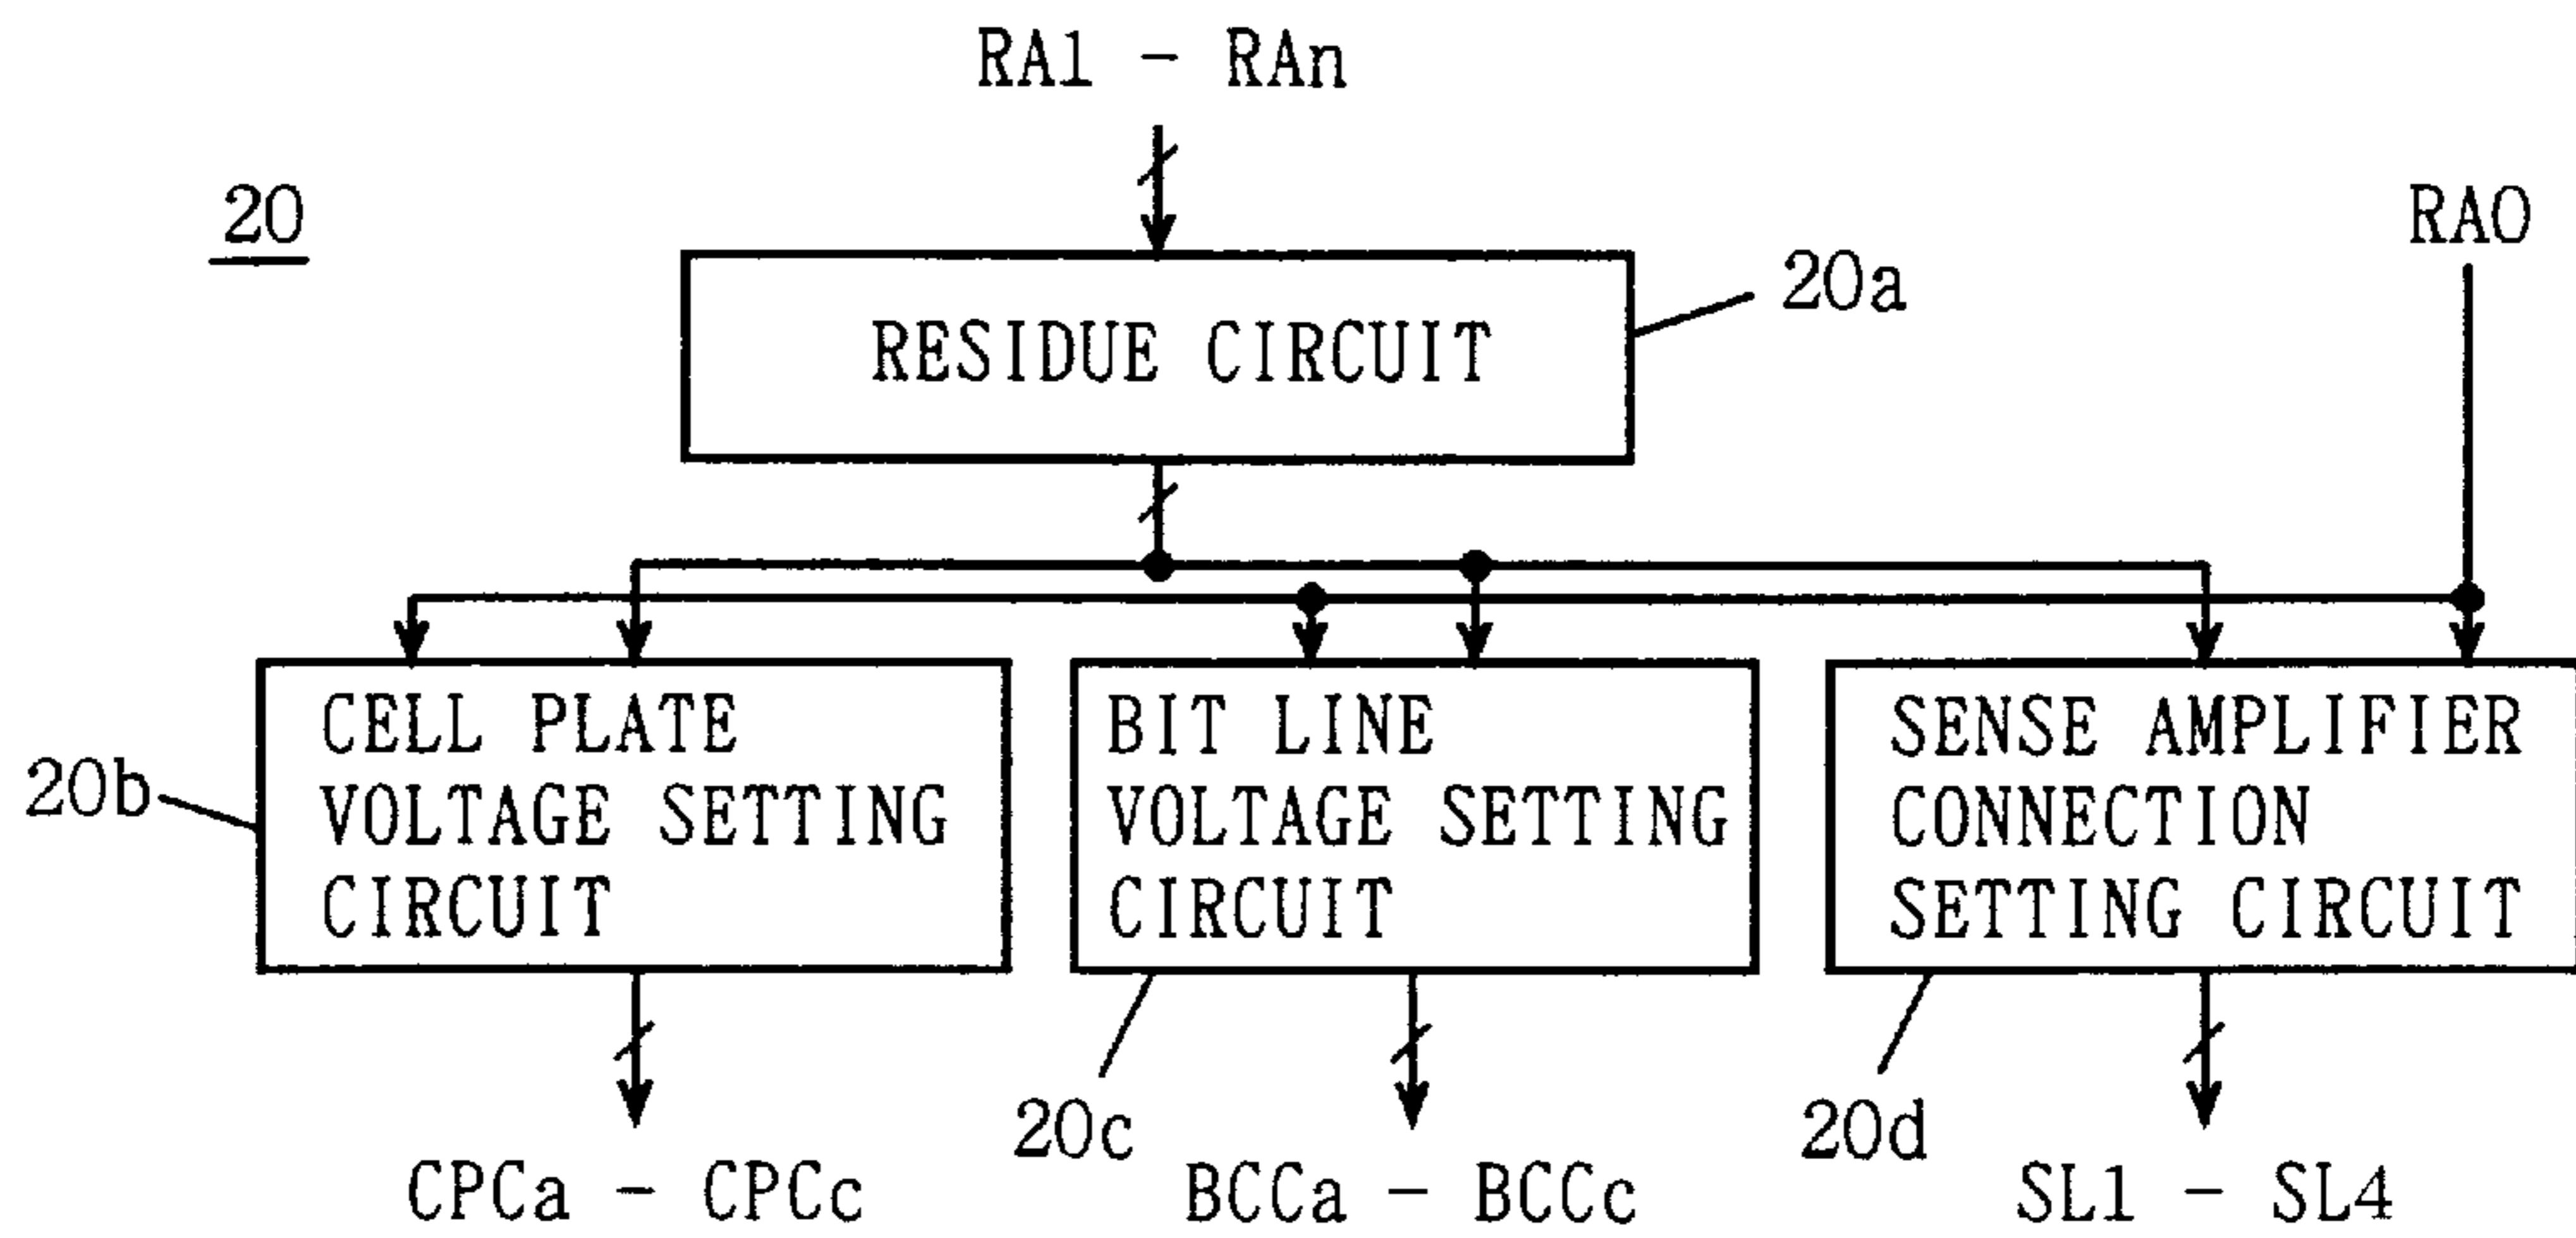 RA1 - RAn
20
RA0
20a
RESIDUE CIRCUIT
CELL PLATE
VOLTAGE SETTING
CIRCUIT
20b
BIT LINE
VOLTAGE SETTING
CIRCUIT
SENSE AMPLIFIER
CONNECTION
SETTING CIRCUIT
20c
20d
CPCa - CPCc
BCCa - BCCc
SL1 - SL4